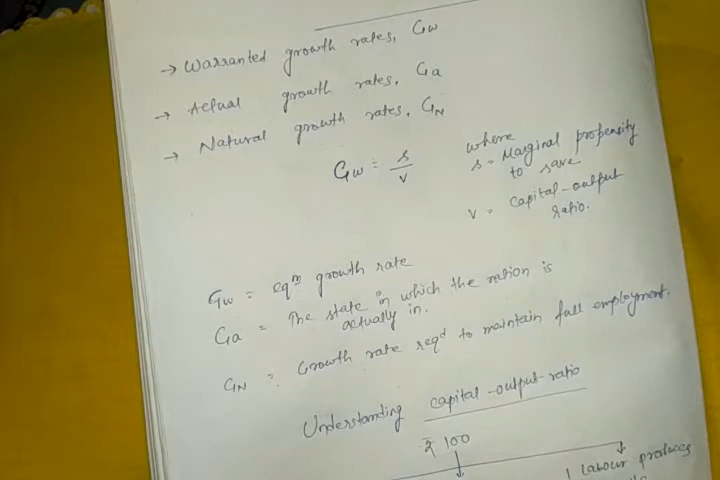 → Warranted growth rates, Gw
→ Actual growth rates, Ga
→ Natural growth rates, GN
Gw = s/v
where
s = Marginal propensity
to save
v = Capital-output
ratio.
Gw = eqm growth rate
Ga = The state in which the nation is
actually in.
GN = Growth rate reqd to maintain full employment.
Understanding capital-output ratio
₹ 100
1 labour produces